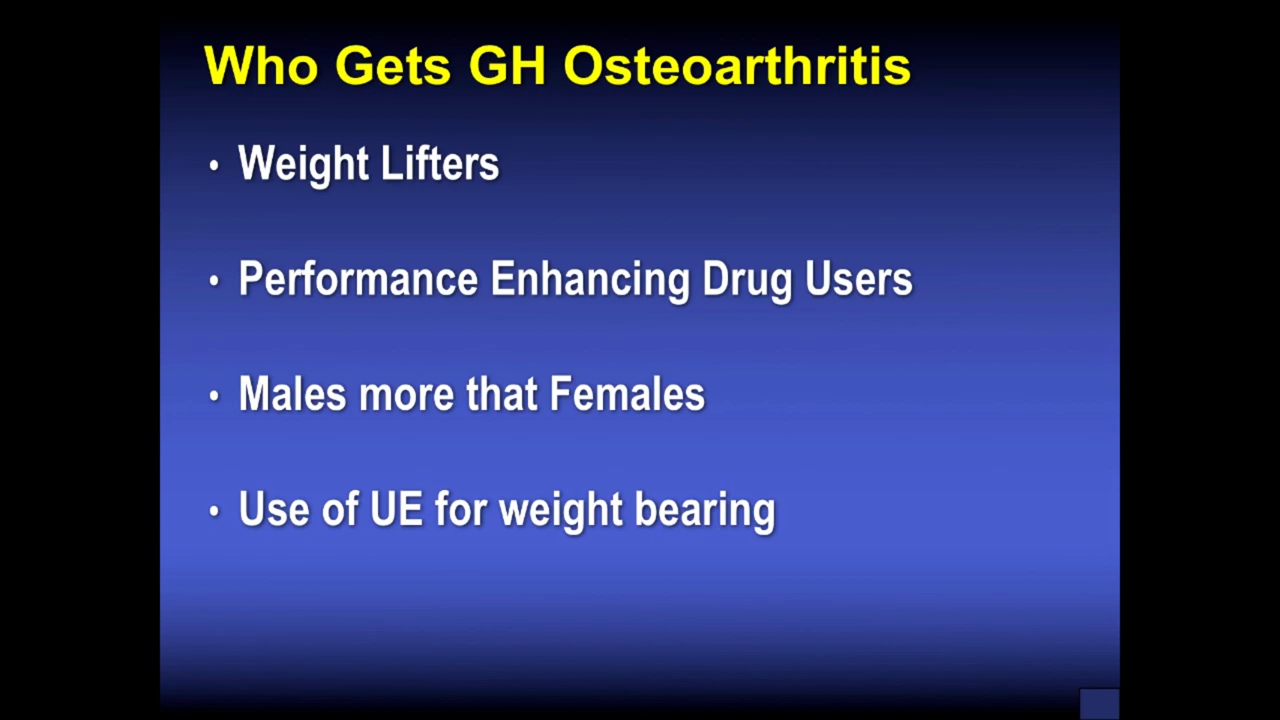 Who Gets GH Osteoarthritis
• Weight Lifters
• Performance Enhancing Drug Users
• Males more that Females
• Use of UE for weight bearing